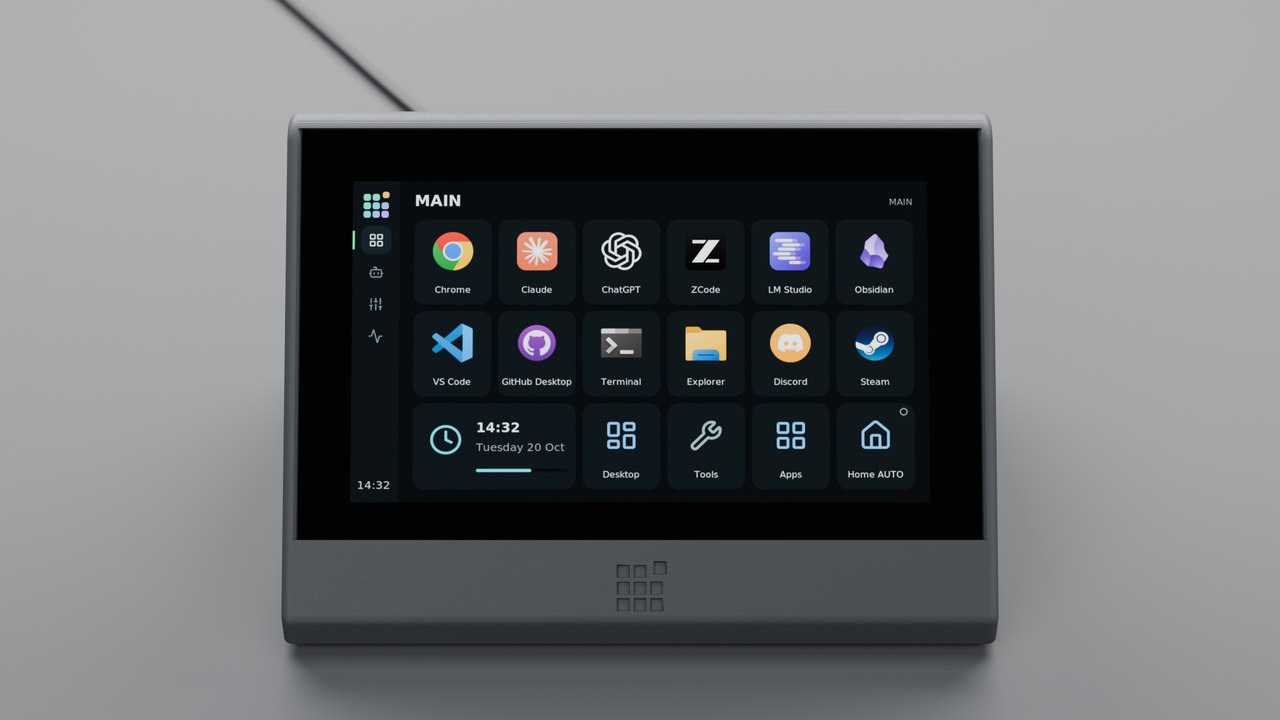 MAIN
MAIN
Chrome
Claude
ChatGPT
ZCode
LM Studio
Obsidian
VS Code
GitHub Desktop
Terminal
Explorer
Discord
Steam
14:32
Tuesday 20 Oct
Desktop
Tools
Apps
Home AUTO
14:32